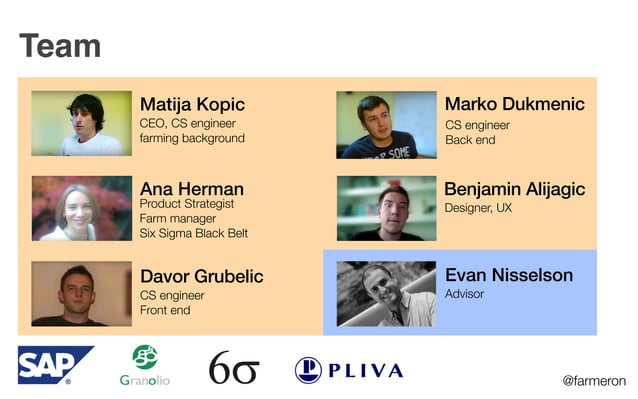 Team
Matija Kopic
CEO, CS engineer
farming background
Ana Herman
Product Strategist
Farm manager
Six Sigma Black Belt
Davor Grubelic
CS engineer
Front end
Marko Dukmenic
CS engineer
Back end
SOME
Benjamin Alijagic
Designer, UX
Evan Nisselson
Advisor
SAP ®
Granolio
6σ
PLIVA
@farmeron